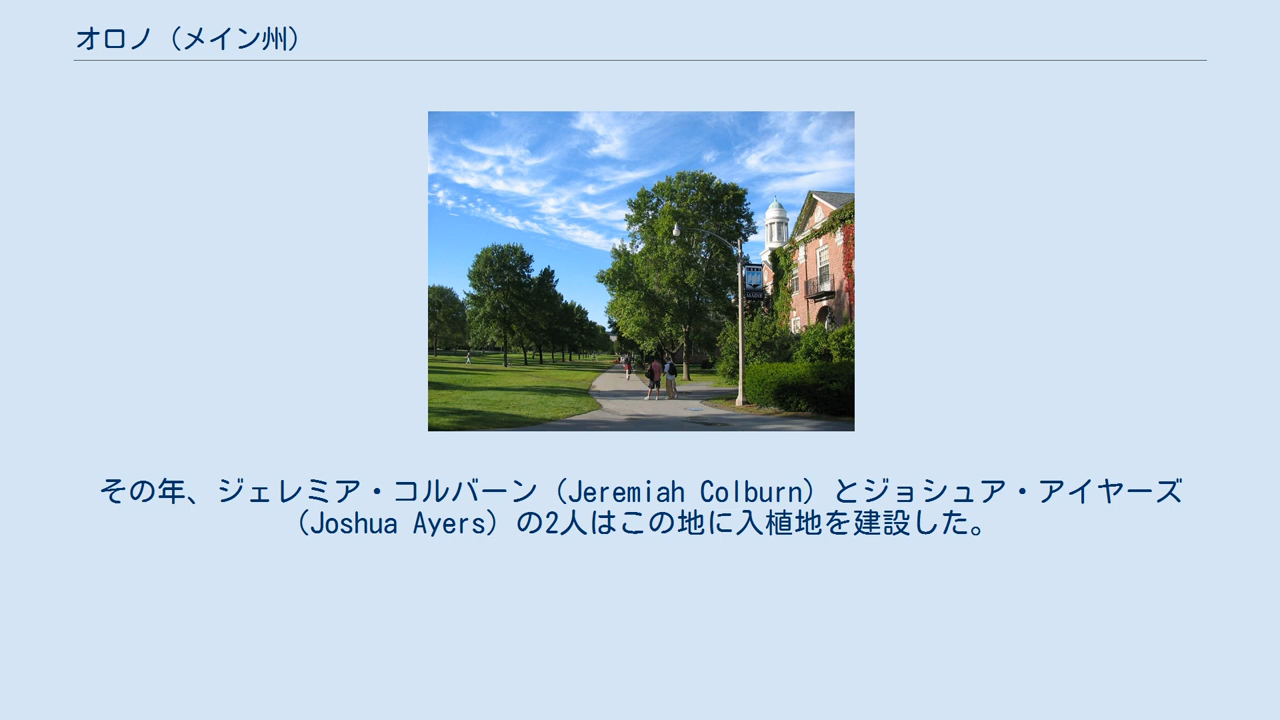 オロノ（メイン州）
MAINE
その年、ジェレミア・コルバーン（Jeremiah Colburn）とジョシュア・アイヤーズ
（Joshua Ayers）の2人はこの地に入植地を建設した。